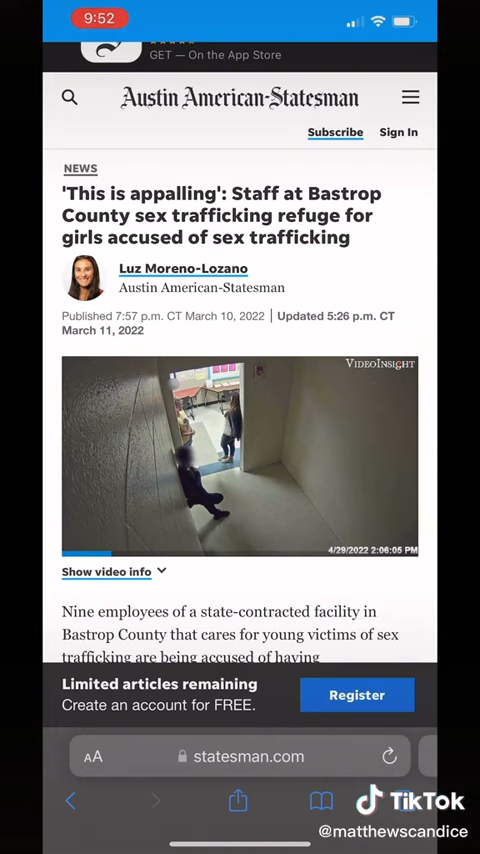 9:52
GET — On the App Store
Austin American-Statesman
Subscribe Sign In
NEWS
'This is appalling': Staff at Bastrop
County sex trafficking refuge for
girls accused of sex trafficking
Luz Moreno-Lozano
Austin American-Statesman
Published 7:57 p.m. CT March 10, 2022 | Updated 5:26 p.m. CT
March 11, 2022
VIDEOINSIGHT
4/29/2022 2:06:05 PM
Show video info
Nine employees of a state-contracted facility in
Bastrop County that cares for young victims of sex
trafficking are being accused of having
Limited articles remaining
Create an account for FREE.
Register
AA statesman.com
TikTok
@matthewscandice